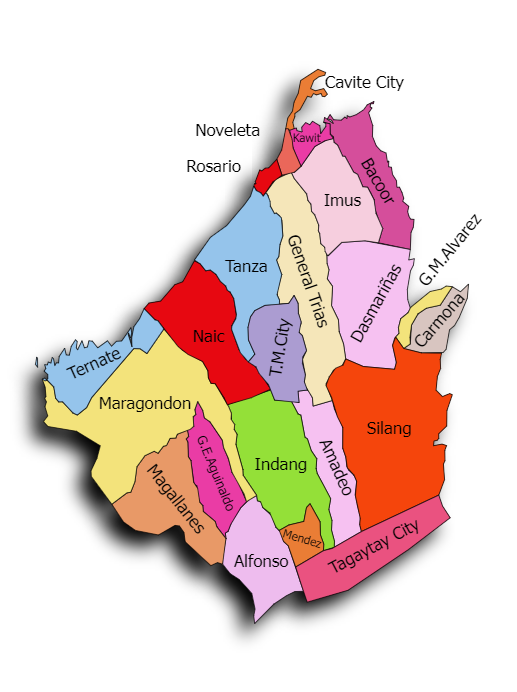 Cavite City
Noveleta
Kawit
Rosario
Bacoor
Imus
G.M.Alvarez
General Trias
Tanza
Dasmariñas
Carmona
Naic
T.M.City
Ternate
Maragondon
Silang
Indang
Amadeo
G.E.Aguinaldo
Magallanes
Mendez
Tagaytay City
Alfonso